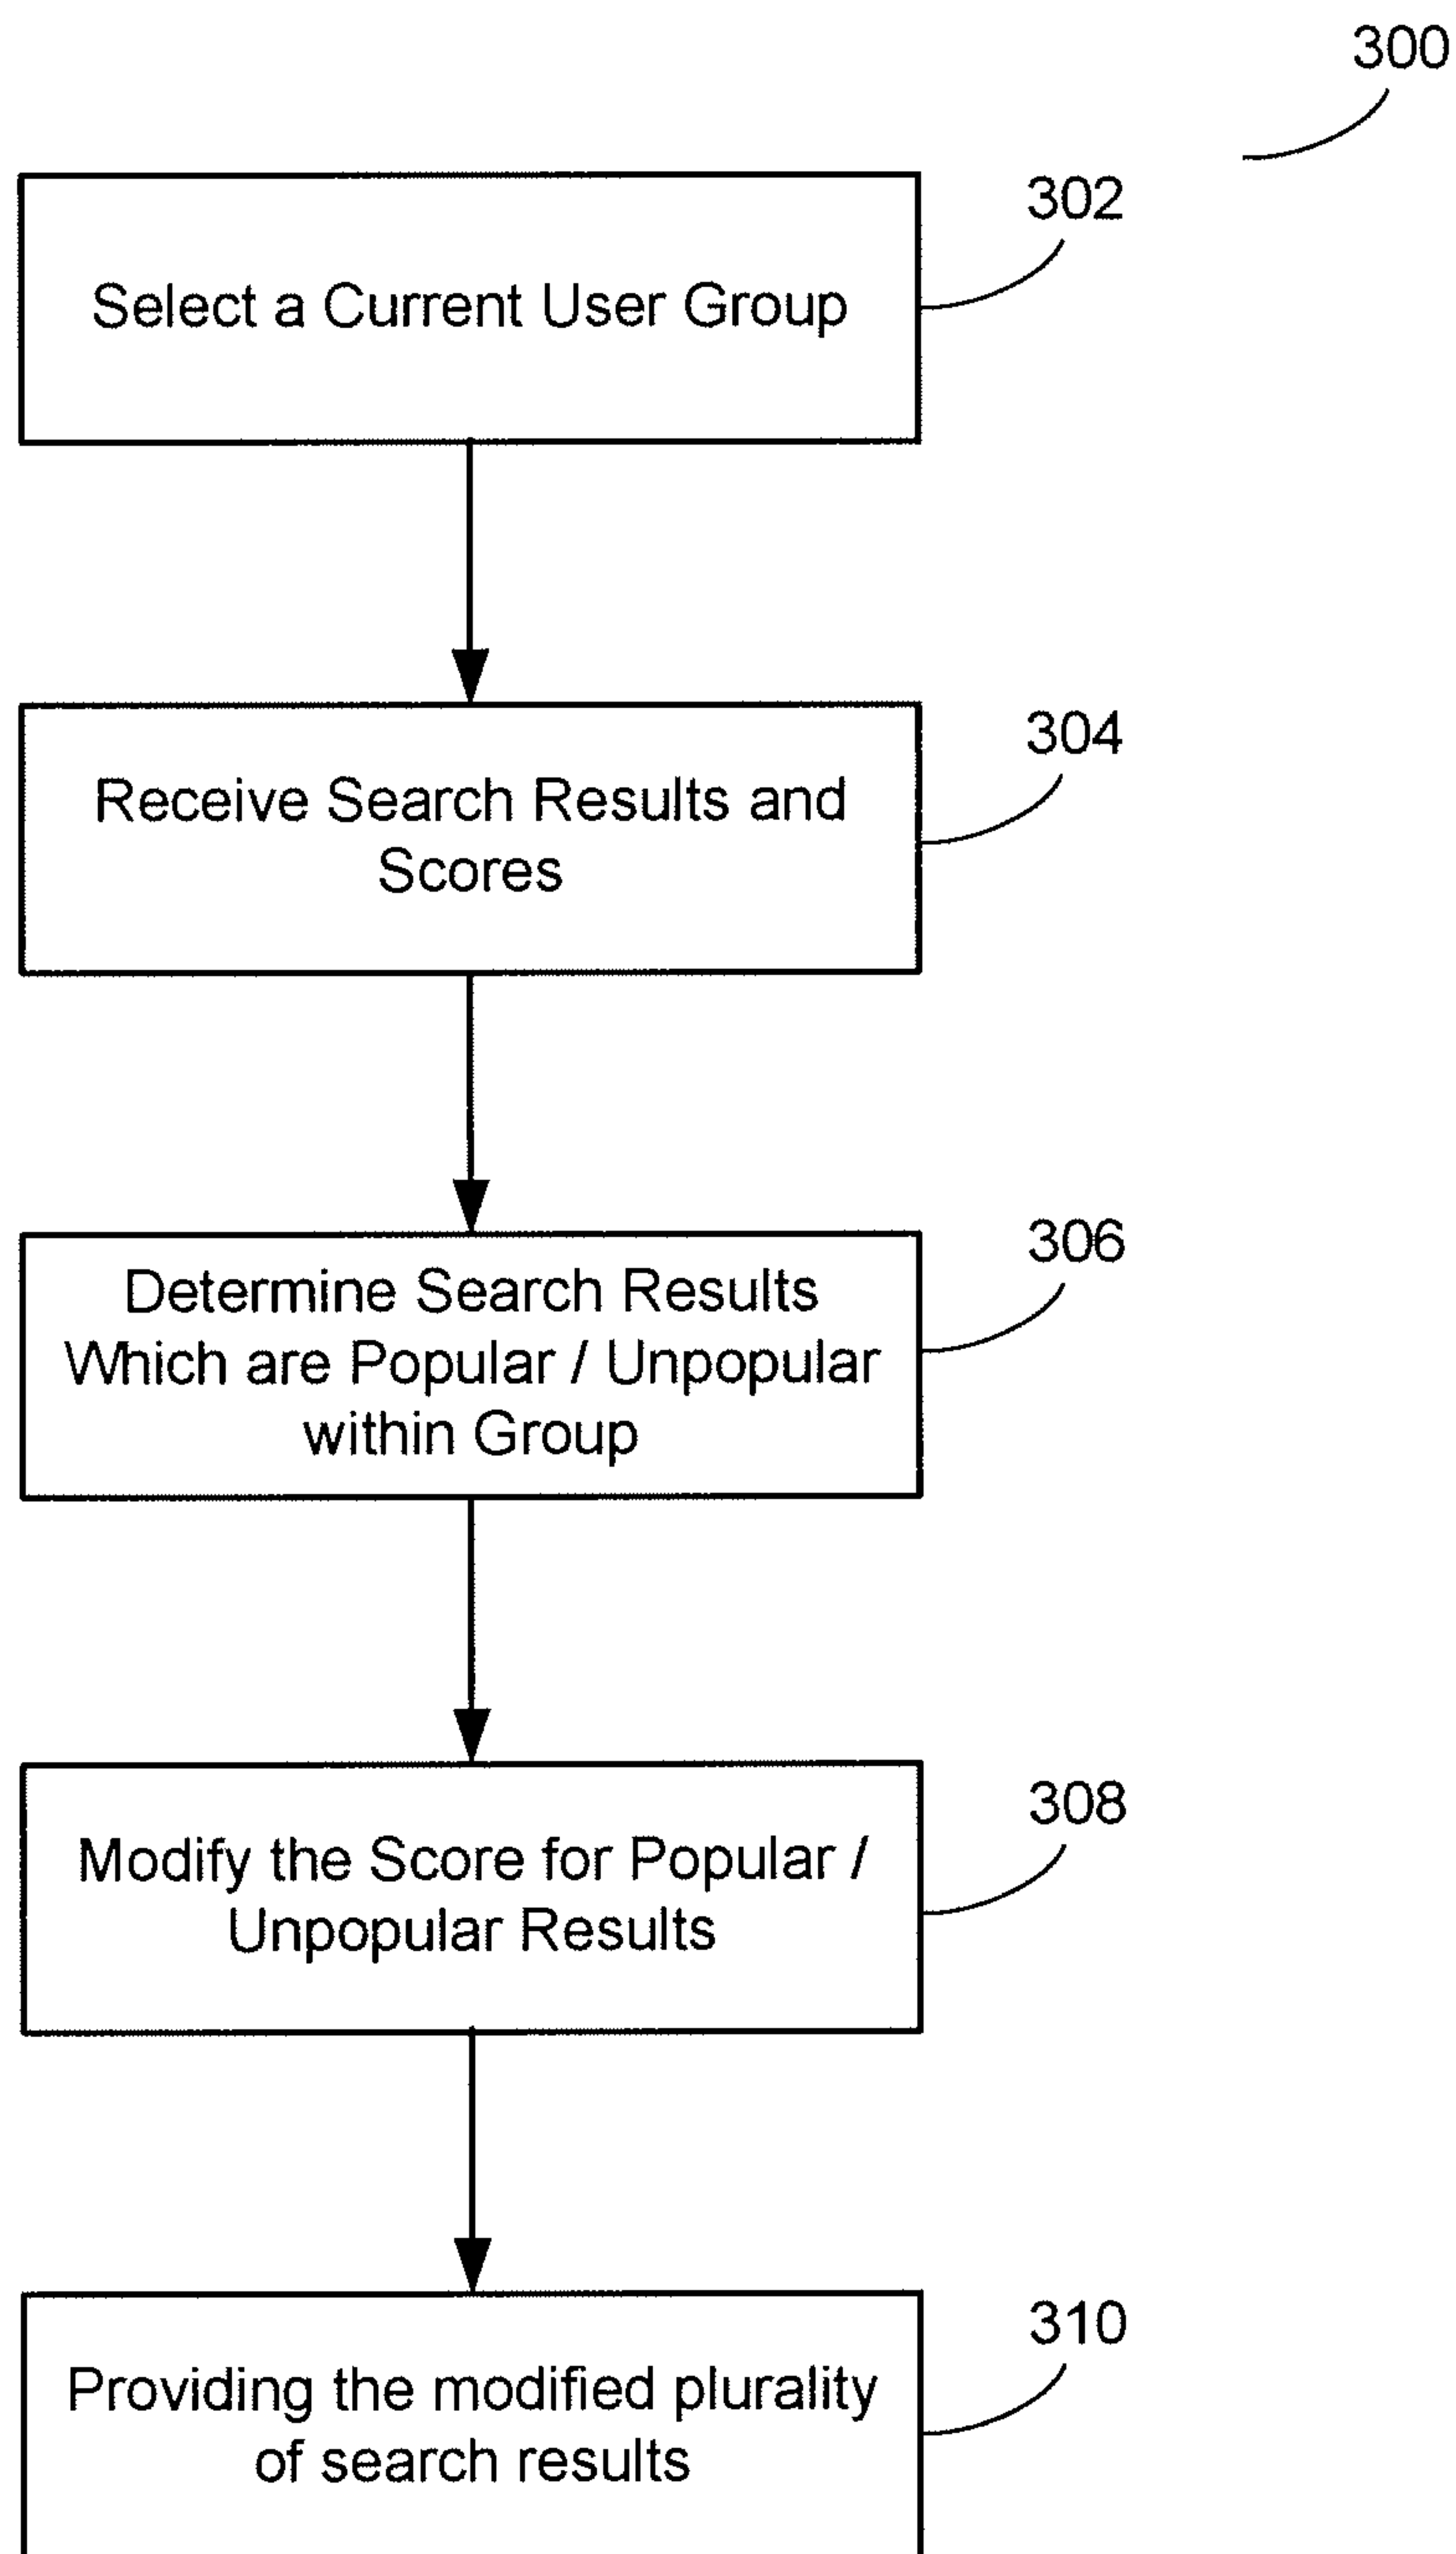 300
302
Select a Current User Group
304
Receive Search Results and
Scores
306
Determine Search Results
Which are Popular / Unpopular
within Group
308
Modify the Score for Popular /
Unpopular Results
310
Providing the modified plurality
of search results